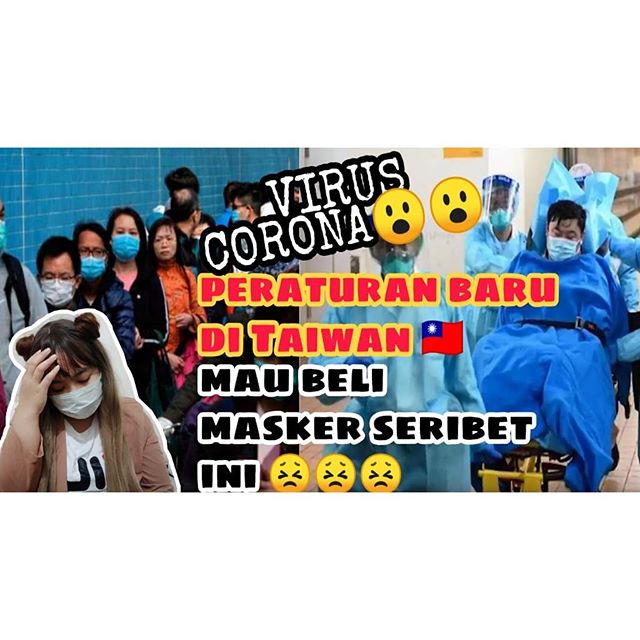 VIRUS
CORONA😮😮
PERATURAN BARU
DI TAIWAN 🇹🇼
MAU BELI
MASKER SERIBET
INI 😣😣😣